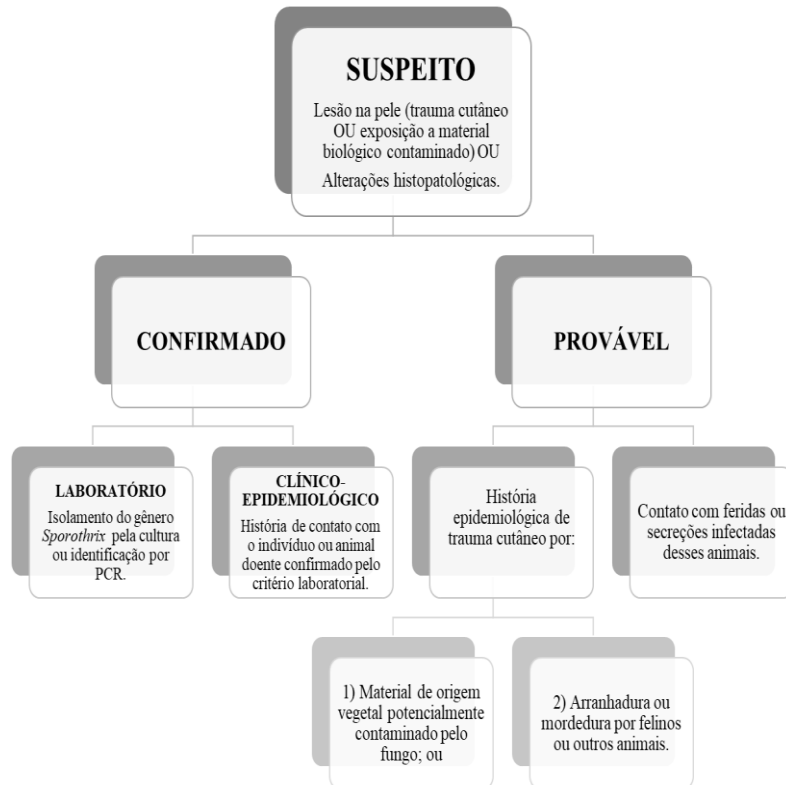 SUSPEITO
Lesão na pele (trauma cutâneo
OU exposição a material
biológico contaminado) OU
Alterações histopatológicas.
CONFIRMADO
PROVÁVEL
LABORATÓRIO
Isolamento do gênero
Sporothrix pela cultura
ou identificação por
PCR.
CLÍNICO-
EPIDEMIOLÓGICO
História de contato com
o indivíduo ou animal
doente confirmado pelo
critério laboratorial.
História
epidemiológica de
trauma cutâneo por:
Contato com feridas ou
secreções infectadas
desses animais.
1) Material de origem
vegetal potencialmente
contaminado pelo
fungo; ou
2) Arranhadura ou
mordedura por felinos
ou outros animais.